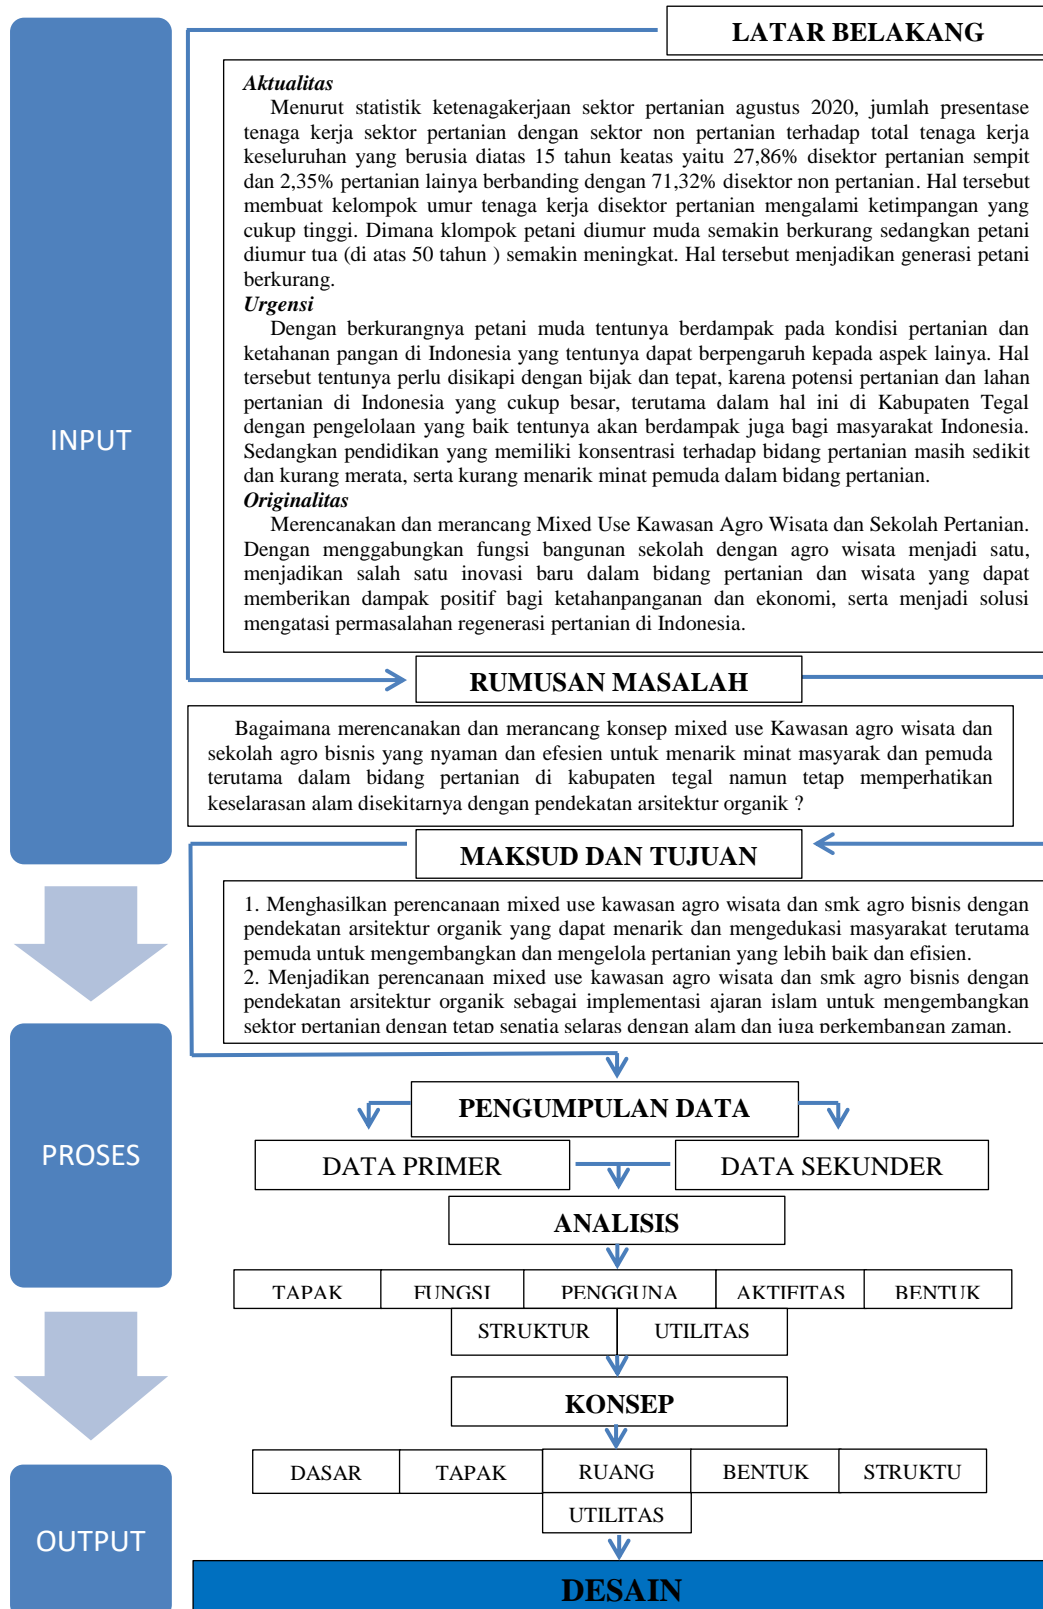 LATAR BELAKANG
Aktualitas
Menurut statistik ketenagakerjaan sektor pertanian agustus 2020, jumlah presentase
tenaga kerja sektor pertanian dengan sektor non pertanian terhadap total tenaga kerja
keseluruhan yang berusia diatas 15 tahun keatas yaitu 27,86% disektor pertanian sempit
dan 2,35% pertanian lainya berbanding dengan 71,32% disektor non pertanian. Hal tersebut
membuat kelompok umur tenaga kerja disektor pertanian mengalami ketimpangan yang
cukup tinggi. Dimana klompok petani diumur muda semakin berkurang sedangkan petani
diumur tua (di atas 50 tahun ) semakin meningkat. Hal tersebut menjadikan generasi petani
berkurang.
Urgensi
Dengan berkurangnya petani muda tentunya berdampak pada kondisi pertanian dan
ketahanan pangan di Indonesia yang tentunya dapat berpengaruh kepada aspek lainya. Hal
tersebut tentunya perlu disikapi dengan bijak dan tepat, karena potensi pertanian dan lahan
pertanian di Indonesia yang cukup besar, terutama dalam hal ini di Kabupaten Tegal
dengan pengelolaan yang baik tentunya akan berdampak juga bagi masyarakat Indonesia.
Sedangkan pendidikan yang memiliki konsentrasi terhadap bidang pertanian masih sedikit
dan kurang merata, serta kurang menarik minat pemuda dalam bidang pertanian.
Originalitas
Merencanakan dan merancang Mixed Use Kawasan Agro Wisata dan Sekolah Pertanian.
Dengan menggabungkan fungsi bangunan sekolah dengan agro wisata menjadi satu,
menjadikan salah satu inovasi baru dalam bidang pertanian dan wisata yang dapat
memberikan dampak positif bagi ketahanpanganan dan ekonomi, serta menjadi solusi
mengatasi permasalahan regenerasi pertanian di Indonesia.
INPUT
RUMUSAN MASALAH
Bagaimana merencanakan dan merancang konsep mixed use Kawasan agro wisata dan
sekolah agro bisnis yang nyaman dan efesien untuk menarik minat masyarak dan pemuda
terutama dalam bidang pertanian di kabupaten tegal namun tetap memperhatikan
keselarasan alam disekitarnya dengan pendekatan arsitektur organik ?
MAKSUD DAN TUJUAN
1. Menghasilkan perencanaan mixed use kawasan agro wisata dan smk agro bisnis dengan
pendekatan arsitektur organik yang dapat menarik dan mengedukasi masyarakat terutama
pemuda untuk mengembangkan dan mengelola pertanian yang lebih baik dan efisien.
2. Menjadikan perencanaan mixed use kawasan agro wisata dan smk agro bisnis dengan
pendekatan arsitektur organik sebagai implementasi ajaran islam untuk mengembangkan
sektor pertanian dengan tetap senatia selaras dengan alam dan juga perkembangan zaman.
PROSES
PENGUMPULAN DATA
DATA PRIMER DATA SEKUNDER
ANALISIS
TAPAK FUNGSI PENGGUNA AKTIFITAS BENTUK
STRUKTUR UTILITAS
KONSEP
DASAR TAPAK RUANG BENTUK STRUKTU
UTILITAS
OUTPUT
DESAIN